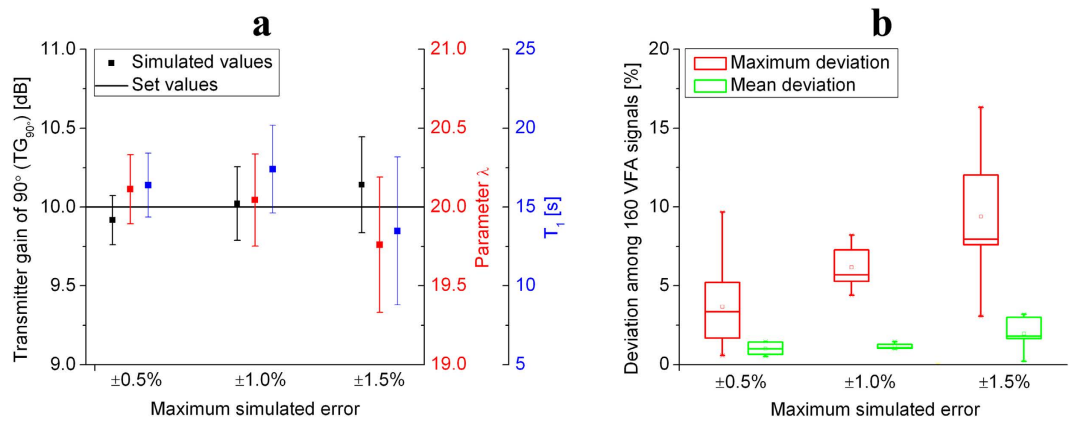 a
Simulated values
Set values
Transmitter gain of 90° (TG90°) [dB]
11.0
10.5
10.0
9.5
9.0
21.0
20.5
20.0
19.5
19.0
Parameter λ
25
20
15
10
5
T1 [s]
±0.5%
±1.0%
±1.5%
Maximum simulated error
b
Maximum deviation
Mean deviation
Deviation among 160 VFA signals [%]
20
15
10
5
0
±0.5%
±1.0%
±1.5%
Maximum simulated error